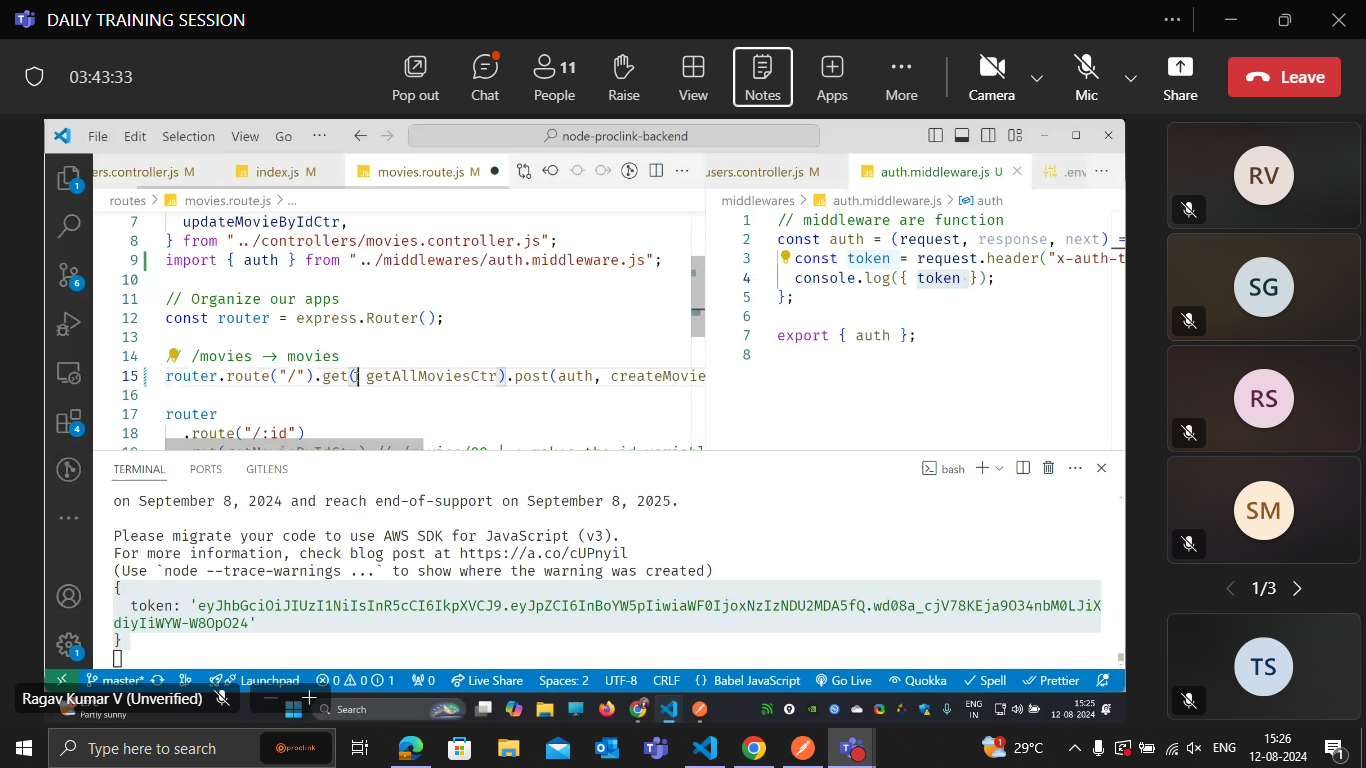 DAILY TRAINING SESSION
03:43:33
Pop out
Chat
People
11
Raise
View
Notes
Apps
More
Camera
Mic
Share
Leave
File Edit Selection View Go
node-proclink-backend
ers.controller.js M
index.js M
movies.route.js M
users.controller.js M
auth.middleware.js U
.env
routes > movies.route.js > ...
7 updateMovieByIdCtr,
8 } from "../controllers/movies.controller.js";
9 import { auth } from "../middlewares/auth.middleware.js";
10
11 // Organize our apps
12 const router = express.Router();
13
14 // /movies -> movies
15 router.route("/").get( getAllMoviesCtr).post(auth, createMovie
16
17 router
18 .route("/:id")
middlewares > auth.middleware.js > auth
1 // middleware are function
2 const auth = (request, response, next) =
3 const token = request.header("x-auth-t
4 console.log({ token });
5 };
6
7 export { auth };
8
TERMINAL PORTS GITLENS
bash
on September 8, 2024 and reach end-of-support on September 8, 2025.
Please migrate your code to use AWS SDK for JavaScript (v3).
For more information, check blog post at https://a.co/cUPnyil
(Use `node --trace-warnings ...` to show where the warning was created)
{
token: 'eyJhbGciOiJIUzI1NiIsInR5cCI6IkpXVCJ9.eyJpZCI6InBoYW5pIiwiaWF0IjoxNzIzNDU2MDA5fQ.wd08a_cjV78KEja9O34nbM0LJiX
diyIiWYW-W8OpO24'
}
master* Launchpad 0 0 1 0 Live Share Spaces: 2 UTF-8 CRLF {} Babel JavaScript Go Live Quokka Spell Prettier
Ragav Kumar V (Unverified)
Partly sunny
Search
ENG
IN
15:25
12-08-2024
RV
SG
RS
SM
1/3
TS
1
6
4
1
Type here to search
proclink
29°C
ENG
15:26
12-08-2024
1
1